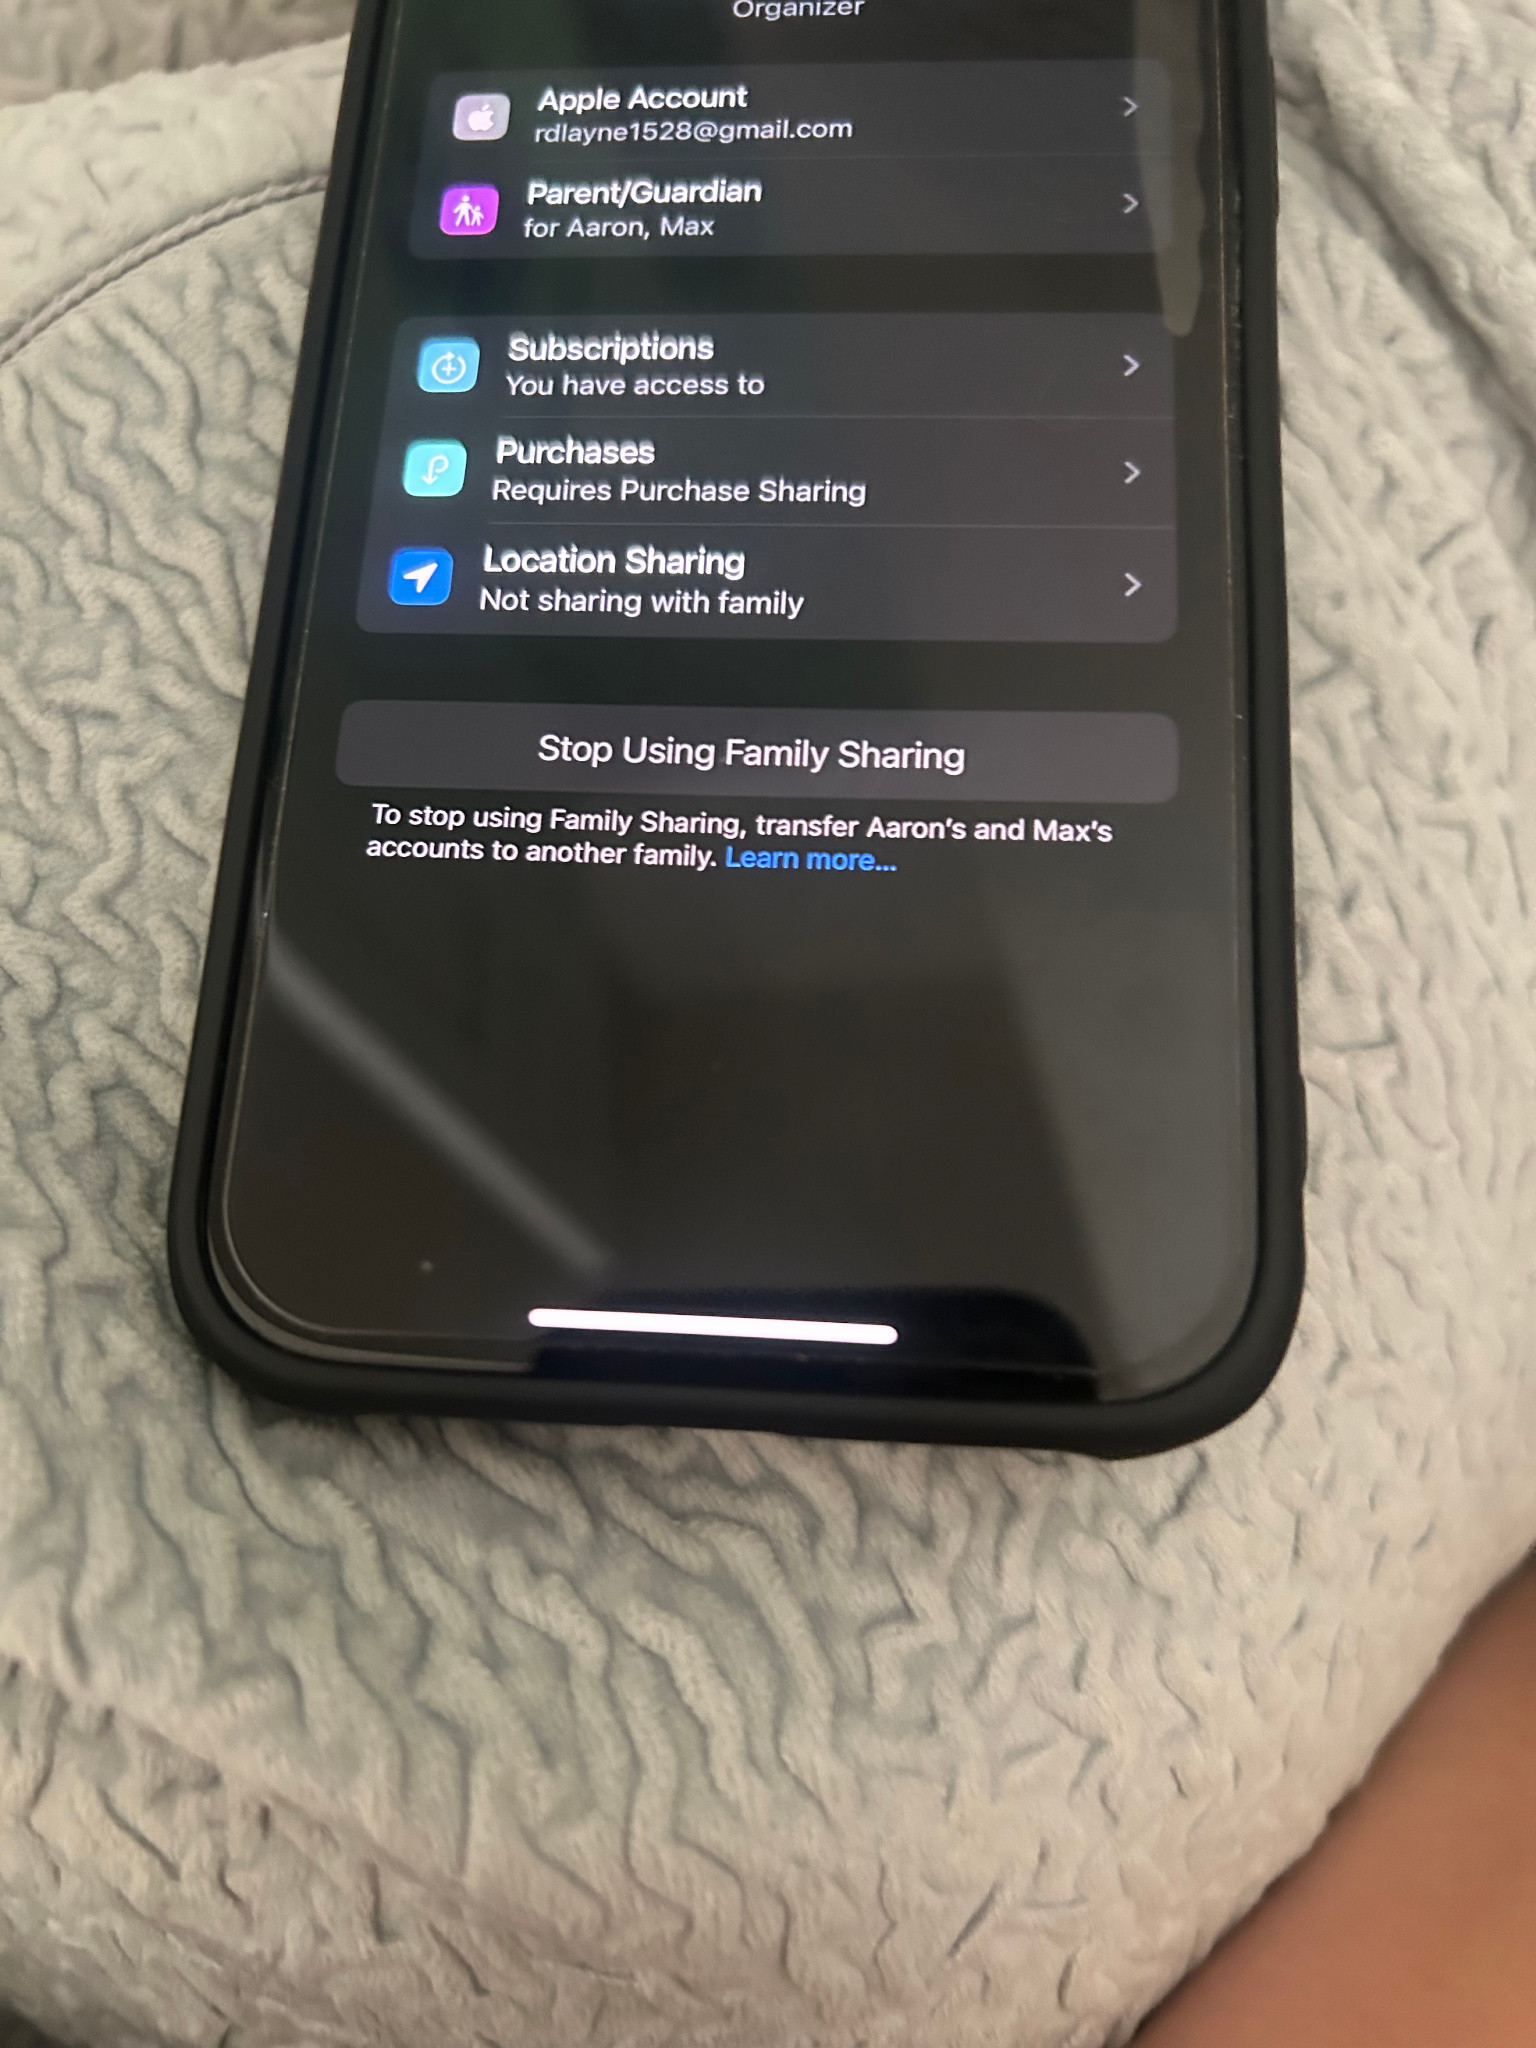 Organizer
Apple Account
rdlayne1528@gmail.com
Parent/Guardian
for Aaron, Max
Subscriptions
You have access to
Purchases
Requires Purchase Sharing
Location Sharing
Not sharing with family
Stop Using Family Sharing
To stop using Family Sharing, transfer Aaron's and Max's
accounts to another family. Learn more...